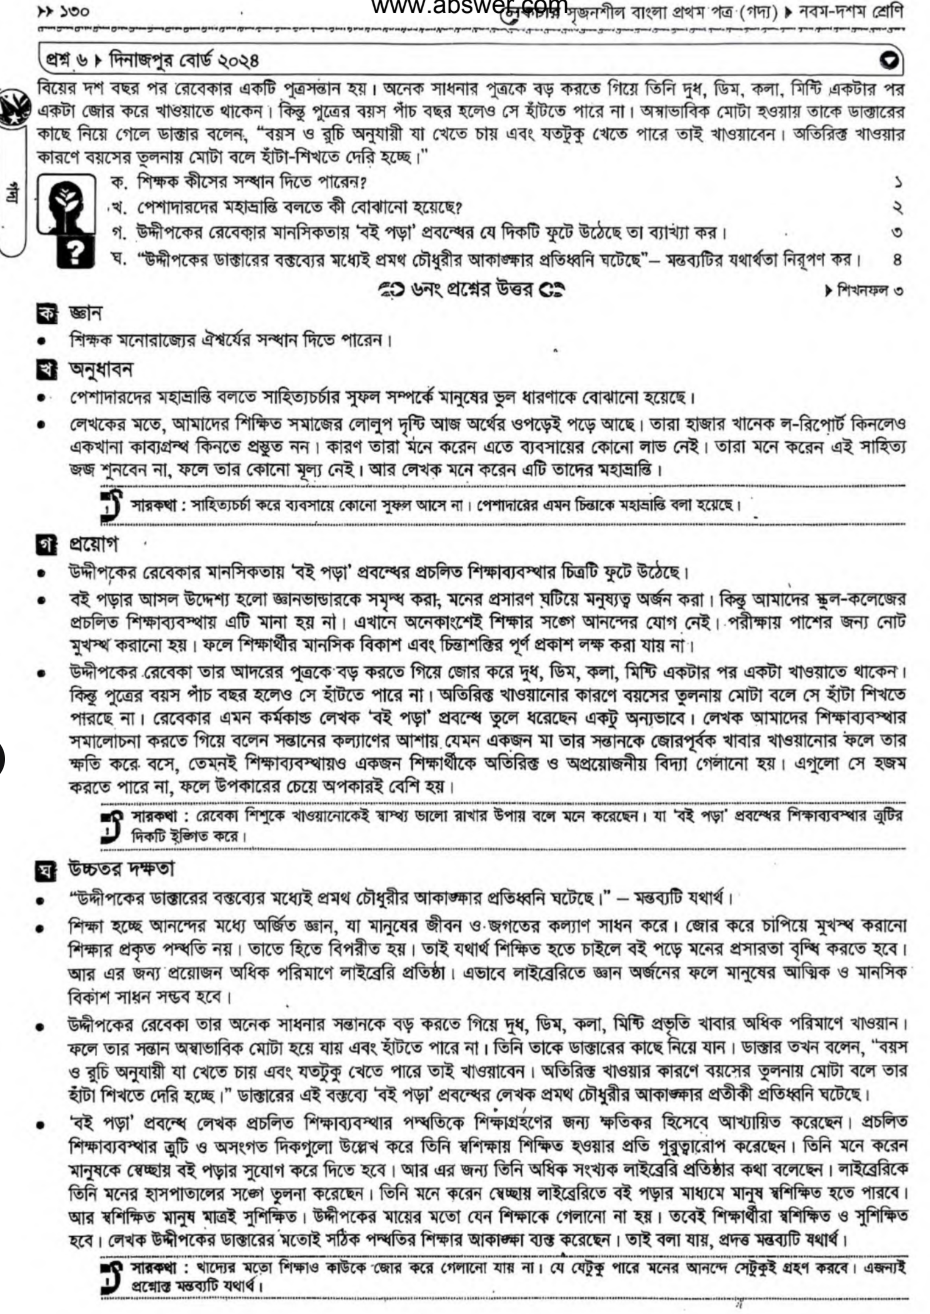 www.abswer.com
▶▶ ১৩০
সৃজনশীল বাংলা প্রথম পত্র (গদ্য) ▶ নবম-দশম শ্রেণি
প্রশ্ন ৬ ▶ দিনাজপুর বোর্ড ২০২৪
বিয়ের দশ বছর পর রেবেকার একটি পুত্রসন্তান হয়। অনেক সাধনার পুত্রকে বড় করতে গিয়ে তিনি দুধ, ডিম, কলা, মিষ্টি একটার পর
একটা জোর করে খাওয়াতে থাকেন। কিন্তু পুত্রের বয়স পাঁচ বছর হলেও সে হাঁটতে পারে না। অস্বাভাবিক মোটা হওয়ায় তাকে ডাক্তারের
কাছে নিয়ে গেলে ডাক্তার বলেন, “বয়স ও রুচি অনুযায়ী যা খেতে চায় এবং যতটুকু খেতে পারে তাই খাওয়াবেন। অতিরিক্ত খাওয়ার
কারণে বয়সের তুলনায় মোটা বলে হাঁটা-শিখতে দেরি হচ্ছে।”
গদ্য
ক. শিক্ষক কীসের সন্ধান দিতে পারেন? ১
খ. পেশাদারদের মহাভ্রান্তি বলতে কী বোঝানো হয়েছে? ২
গ. উদ্দীপকের রেবেকার মানসিকতায় ‘বই পড়া’ প্রবন্ধের যে দিকটি ফুটে উঠেছে তা ব্যাখ্যা কর। ৩
ঘ. “উদ্দীপকের ডাক্তারের বক্তব্যের মধ্যেই প্রমথ চৌধুরীর আকাঙ্ক্ষার প্রতিধ্বনি ঘটেছে”– মন্তব্যটির যথার্থতা নিরূপণ কর। ৪
৬নং প্রশ্নের উত্তর
▶ শিখনফল ৩
ক জ্ঞান
● শিক্ষক মনোরাজ্যের ঐশ্বর্যের সন্ধান দিতে পারেন।
খ অনুধাবন
● পেশাদারদের মহাভ্রান্তি বলতে সাহিত্যচর্চার সুফল সম্পর্কে মানুষের ভুল ধারণাকে বোঝানো হয়েছে।
● লেখকের মতে, আমাদের শিক্ষিত সমাজের লোলুপ দৃষ্টি আজ অর্থের ওপরেই পড়ে আছে। তারা হাজার খানেক ল-রিপোর্ট কিনলেও
একখানা কাব্যগ্রন্থ কিনতে প্রস্তুত নন। কারণ তারা মনে করেন এতে ব্যবসায়ের কোনো লাভ নেই। তারা মনে করেন এই সাহিত্য
জজ শুনবেন না, ফলে তার কোনো মূল্য নেই। আর লেখক মনে করেন এটি তাদের মহাভ্রান্তি।
সারকথা : সাহিত্যচর্চা করে ব্যবসায়ে কোনো সুফল আসে না। পেশাদারের এমন চিন্তাকে মহাভ্রান্তি বলা হয়েছে।
গ প্রয়োগ
● উদ্দীপকের রেবেকার মানসিকতায় ‘বই পড়া’ প্রবন্ধের প্রচলিত শিক্ষাব্যবস্থার চিত্রটি ফুটে উঠেছে।
● বই পড়ার আসল উদ্দেশ্য হলো জ্ঞানভান্ডারকে সমৃদ্ধ করা, মনের প্রসারণ ঘটিয়ে মনুষ্যত্ব অর্জন করা। কিন্তু আমাদের স্কুল-কলেজের
প্রচলিত শিক্ষাব্যবস্থায় এটি মানা হয় না। এখানে অনেকাংশেই শিক্ষার সঙ্গে আনন্দের যোগ নেই। পরীক্ষায় পাশের জন্য নোট
মুখস্থ করানো হয়। ফলে শিক্ষার্থীর মানসিক বিকাশ এবং চিন্তাশক্তির পূর্ণ প্রকাশ লক্ষ করা যায় না।
● উদ্দীপকের রেবেকা তার আদরের পুত্রকে বড় করতে গিয়ে জোর করে দুধ, ডিম, কলা, মিষ্টি একটার পর একটা খাওয়াতে থাকেন।
কিন্তু পুত্রের বয়স পাঁচ বছর হলেও সে হাঁটতে পারে না। অতিরিক্ত খাওয়ানোর কারণে বয়সের তুলনায় মোটা বলে সে হাঁটা শিখতে
পারছে না। রেবেকার এমন কর্মকান্ড লেখক ‘বই পড়া’ প্রবন্ধে তুলে ধরেছেন একটু অন্যভাবে। লেখক আমাদের শিক্ষাব্যবস্থার
সমালোচনা করতে গিয়ে বলেন সন্তানের কল্যাণের আশায় যেমন একজন মা তার সন্তানকে জোরপূর্বক খাবার খাওয়ানোর ফলে তার
ক্ষতি করে বসে, তেমনই শিক্ষাব্যবস্থায়ও একজন শিক্ষার্থীকে অতিরিক্ত ও অপ্রয়োজনীয় বিদ্যা গেলানো হয়। এগুলো সে হজম
করতে পারে না, ফলে উপকারের চেয়ে অপকারই বেশি হয়।
সারকথা : রেবেকা শিশুকে খাওয়ানোকেই স্বাস্থ্য ভালো রাখার উপায় বলে মনে করেছেন। যা ‘বই পড়া’ প্রবন্ধের শিক্ষাব্যবস্থার ত্রুটির
দিকটি ইঙ্গিত করে।
ঘ উচ্চতর দক্ষতা
● “উদ্দীপকের ডাক্তারের বক্তব্যের মধ্যেই প্রমথ চৌধুরীর আকাঙ্ক্ষার প্রতিধ্বনি ঘটেছে।” – মন্তব্যটি যথার্থ।
● শিক্ষা হচ্ছে আনন্দের মধ্যে অর্জিত জ্ঞান, যা মানুষের জীবন ও জগতের কল্যাণ সাধন করে। জোর করে চাপিয়ে মুখস্থ করানো
শিক্ষার প্রকৃত পদ্ধতি নয়। তাতে হিতে বিপরীত হয়। তাই যথার্থ শিক্ষিত হতে চাইলে বই পড়ে মনের প্রসারতা বৃদ্ধি করতে হবে।
আর এর জন্য প্রয়োজন অধিক পরিমাণে লাইব্রেরি প্রতিষ্ঠা। এভাবে লাইব্রেরিতে জ্ঞান অর্জনের ফলে মানুষের আত্মিক ও মানসিক
বিকাশ সাধন সম্ভব হবে।
● উদ্দীপকের রেবেকা তার অনেক সাধনার সন্তানকে বড় করতে গিয়ে দুধ, ডিম, কলা, মিষ্টি প্রভৃতি খাবার অধিক পরিমাণে খাওয়ান।
ফলে তার সন্তান অস্বাভাবিক মোটা হয়ে যায় এবং হাঁটতে পারে না। তিনি তাকে ডাক্তারের কাছে নিয়ে যান। ডাক্তার তখন বলেন, “বয়স
ও রুচি অনুযায়ী যা খেতে চায় এবং যতটুকু খেতে পারে তাই খাওয়াবেন। অতিরিক্ত খাওয়ার কারণে বয়সের তুলনায় মোটা বলে তার
হাঁটা শিখতে দেরি হচ্ছে।” ডাক্তারের এই বক্তব্যে ‘বই পড়া’ প্রবন্ধের লেখক প্রমথ চৌধুরীর আকাঙ্ক্ষার প্রতীকী প্রতিধ্বনি ঘটেছে।
● ‘বই পড়া’ প্রবন্ধে লেখক প্রচলিত শিক্ষাব্যবস্থার পদ্ধতিকে শিক্ষাগ্রহণের জন্য ক্ষতিকর হিসেবে আখ্যায়িত করেছেন। প্রচলিত
শিক্ষাব্যবস্থার ত্রুটি ও অসংগত দিকগুলো উল্লেখ করে তিনি স্বশিক্ষায় শিক্ষিত হওয়ার প্রতি গুরুত্বারোপ করেছেন। তিনি মনে করেন
মানুষকে স্বেচ্ছায় বই পড়ার সুযোগ করে দিতে হবে। আর এর জন্য তিনি অধিক সংখ্যক লাইব্রেরি প্রতিষ্ঠার কথা বলেছেন। লাইব্রেরিকে
তিনি মনের হাসপাতালের সঙ্গে তুলনা করেছেন। তিনি মনে করেন স্বেচ্ছায় লাইব্রেরিতে বই পড়ার মাধ্যমে মানুষ স্বশিক্ষিত হতে পারবে।
আর স্বশিক্ষিত মানুষ মাত্রই সুশিক্ষিত। উদ্দীপকের মায়ের মতো যেন শিক্ষাকে গেলানো না হয়। তবেই শিক্ষার্থীরা স্বশিক্ষিত ও সুশিক্ষিত
হবে। লেখক উদ্দীপকের ডাক্তারের মতোই সঠিক পদ্ধতির শিক্ষার আকাঙ্ক্ষা ব্যক্ত করেছেন। তাই বলা যায়, প্রদত্ত মন্তব্যটি যথার্থ।
সারকথা : খাদ্যের মতো শিক্ষাও কাউকে জোর করে গেলানো যায় না। যে যেটুকু পারে মনের আনন্দে সেটুকুই গ্রহণ করবে। এজন্যই
প্রশ্নোক্ত মন্তব্যটি যথার্থ।